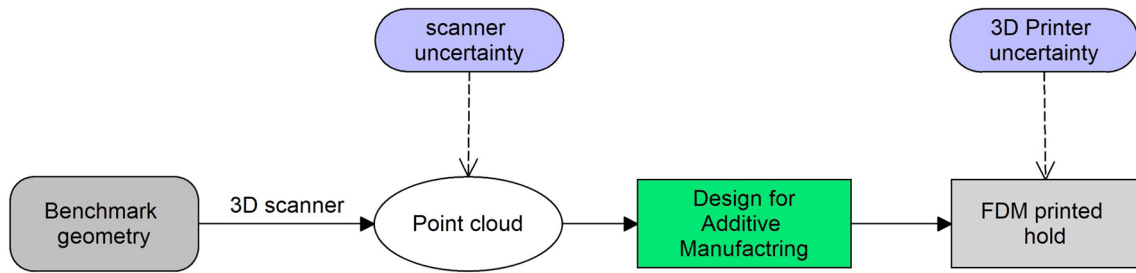 scanner
uncertainty
3D Printer
uncertainty
Benchmark
geometry
3D scanner
Point cloud
Design for
Additive
Manufactring
FDM printed
hold